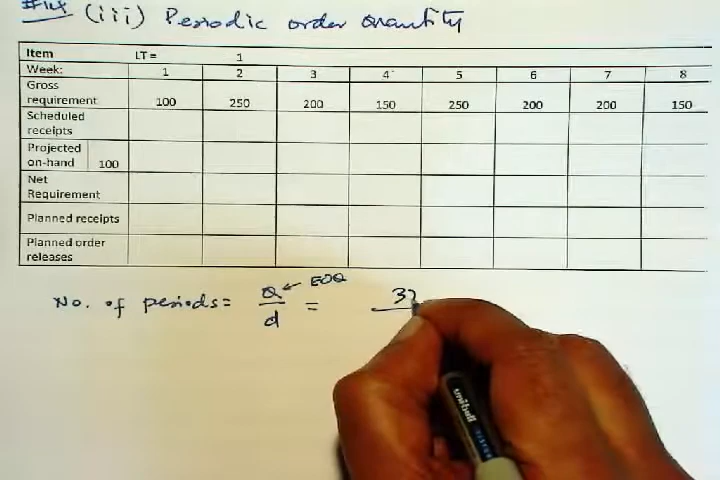 (iii) Periodic order quantity
Item LT = 1
Week: 1 2 3 4 5 6 7 8
Gross requirement 100 250 200 150 250 200 200 150
Scheduled receipts
Projected on-hand 100
Net Requirement
Planned receipts
Planned order releases
No. of periods = Q ← EOQ =
d
uni-ball